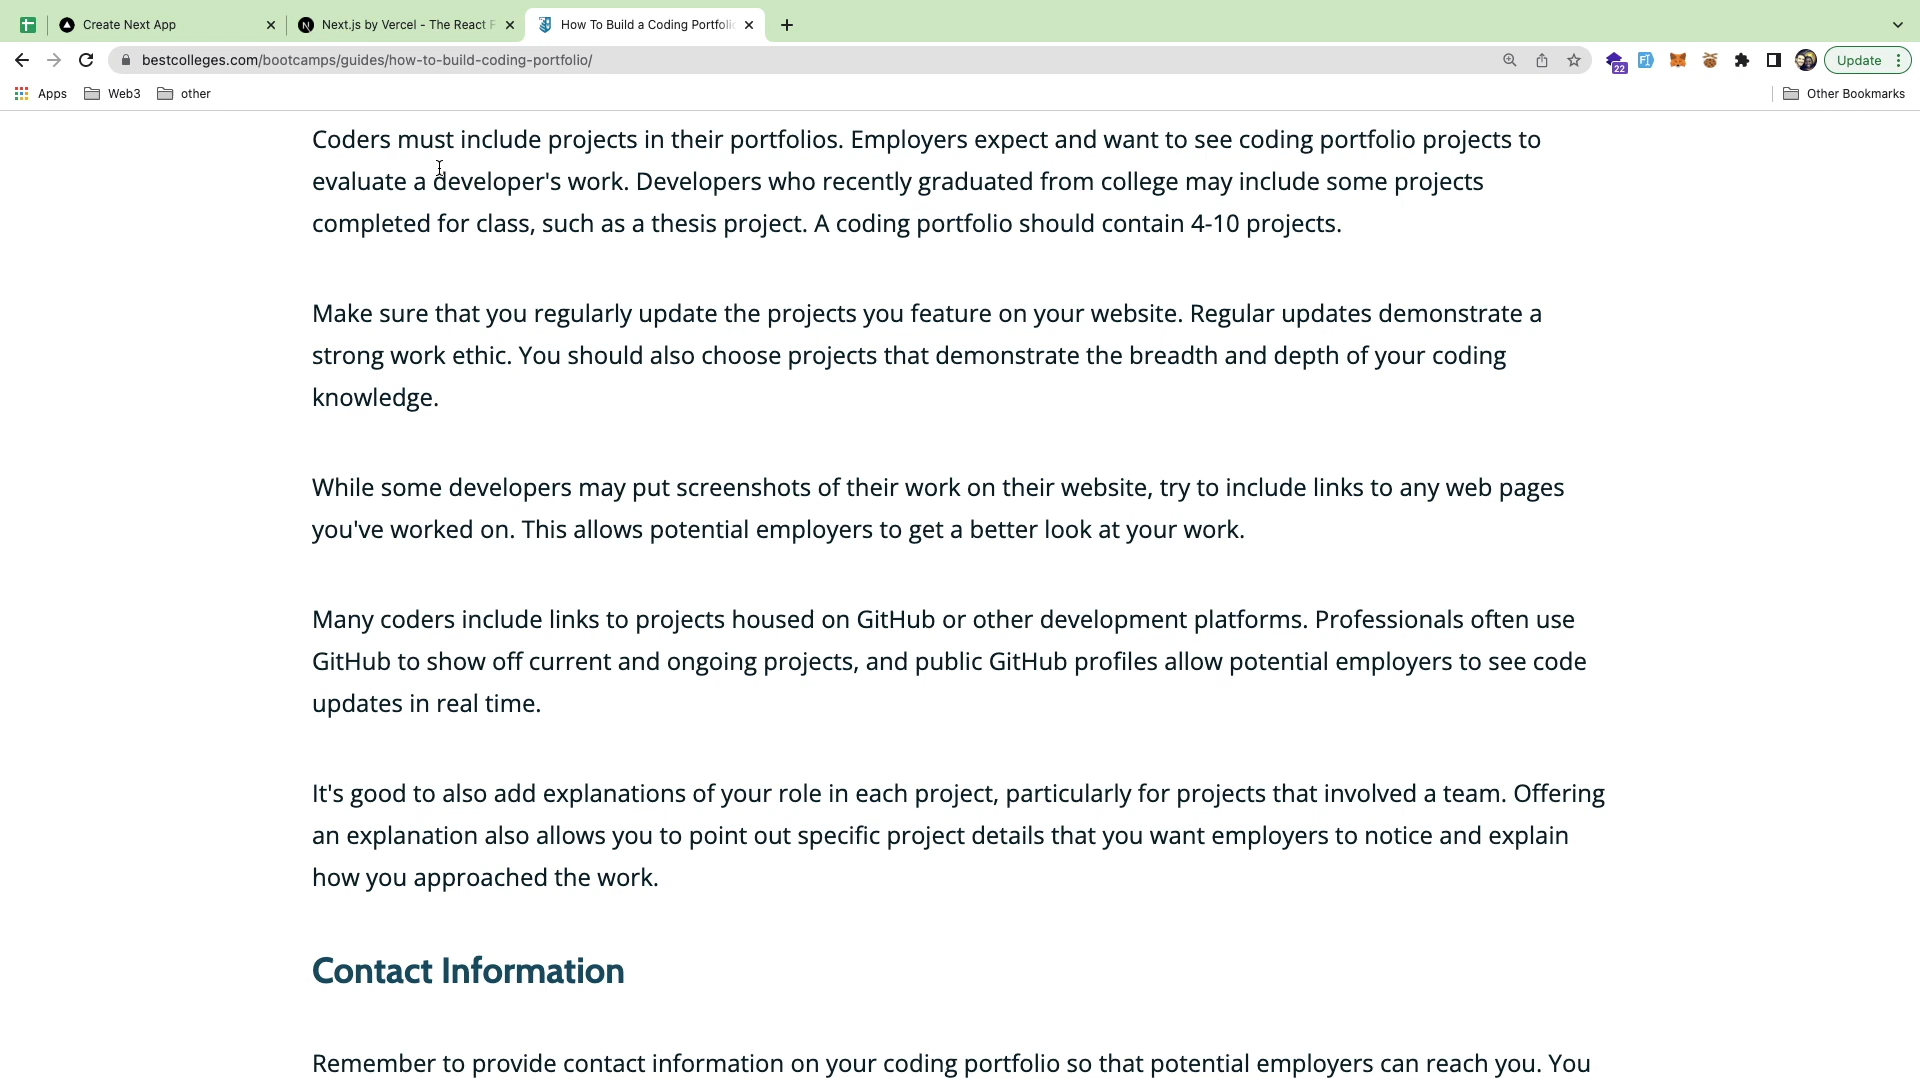 Create Next App
Next.js by Vercel - The React F
How To Build a Coding Portfoli
bestcolleges.com/bootcamps/guides/how-to-build-coding-portfolio/
22
Update
Apps
Web3
other
Other Bookmarks
Coders must include projects in their portfolios. Employers expect and want to see coding portfolio projects to
evaluate a developer's work. Developers who recently graduated from college may include some projects
completed for class, such as a thesis project. A coding portfolio should contain 4-10 projects.
Make sure that you regularly update the projects you feature on your website. Regular updates demonstrate a
strong work ethic. You should also choose projects that demonstrate the breadth and depth of your coding
knowledge.
While some developers may put screenshots of their work on their website, try to include links to any web pages
you've worked on. This allows potential employers to get a better look at your work.
Many coders include links to projects housed on GitHub or other development platforms. Professionals often use
GitHub to show off current and ongoing projects, and public GitHub profiles allow potential employers to see code
updates in real time.
It's good to also add explanations of your role in each project, particularly for projects that involved a team. Offering
an explanation also allows you to point out specific project details that you want employers to notice and explain
how you approached the work.
Contact Information
Remember to provide contact information on your coding portfolio so that potential employers can reach you. You